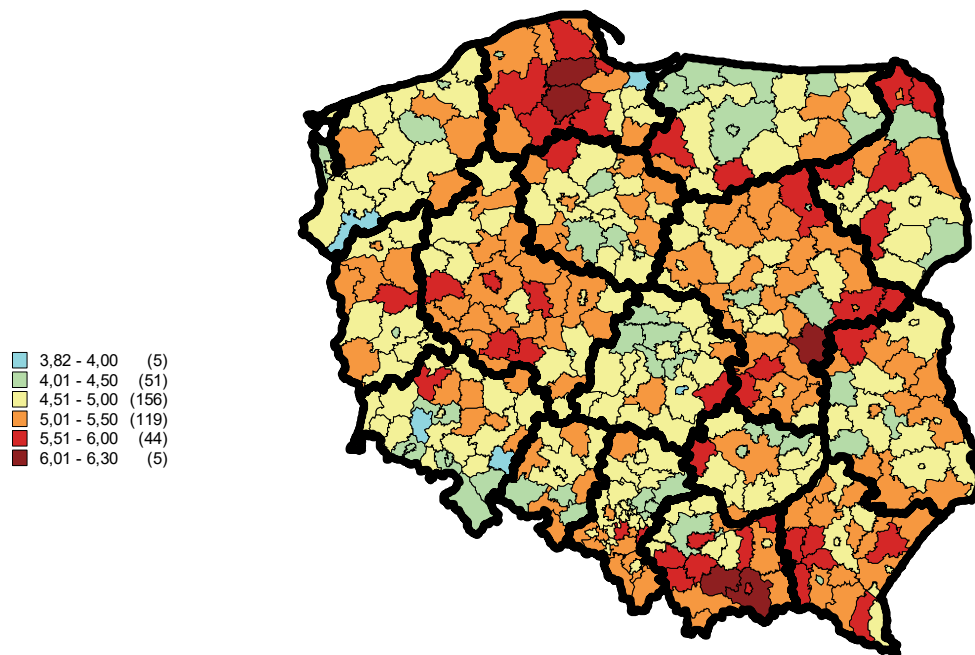 3,82 - 4,00 (5)
4,01 - 4,50 (51)
4,51 - 5,00 (156)
5,01 - 5,50 (119)
5,51 - 6,00 (44)
6,01 - 6,30 (5)